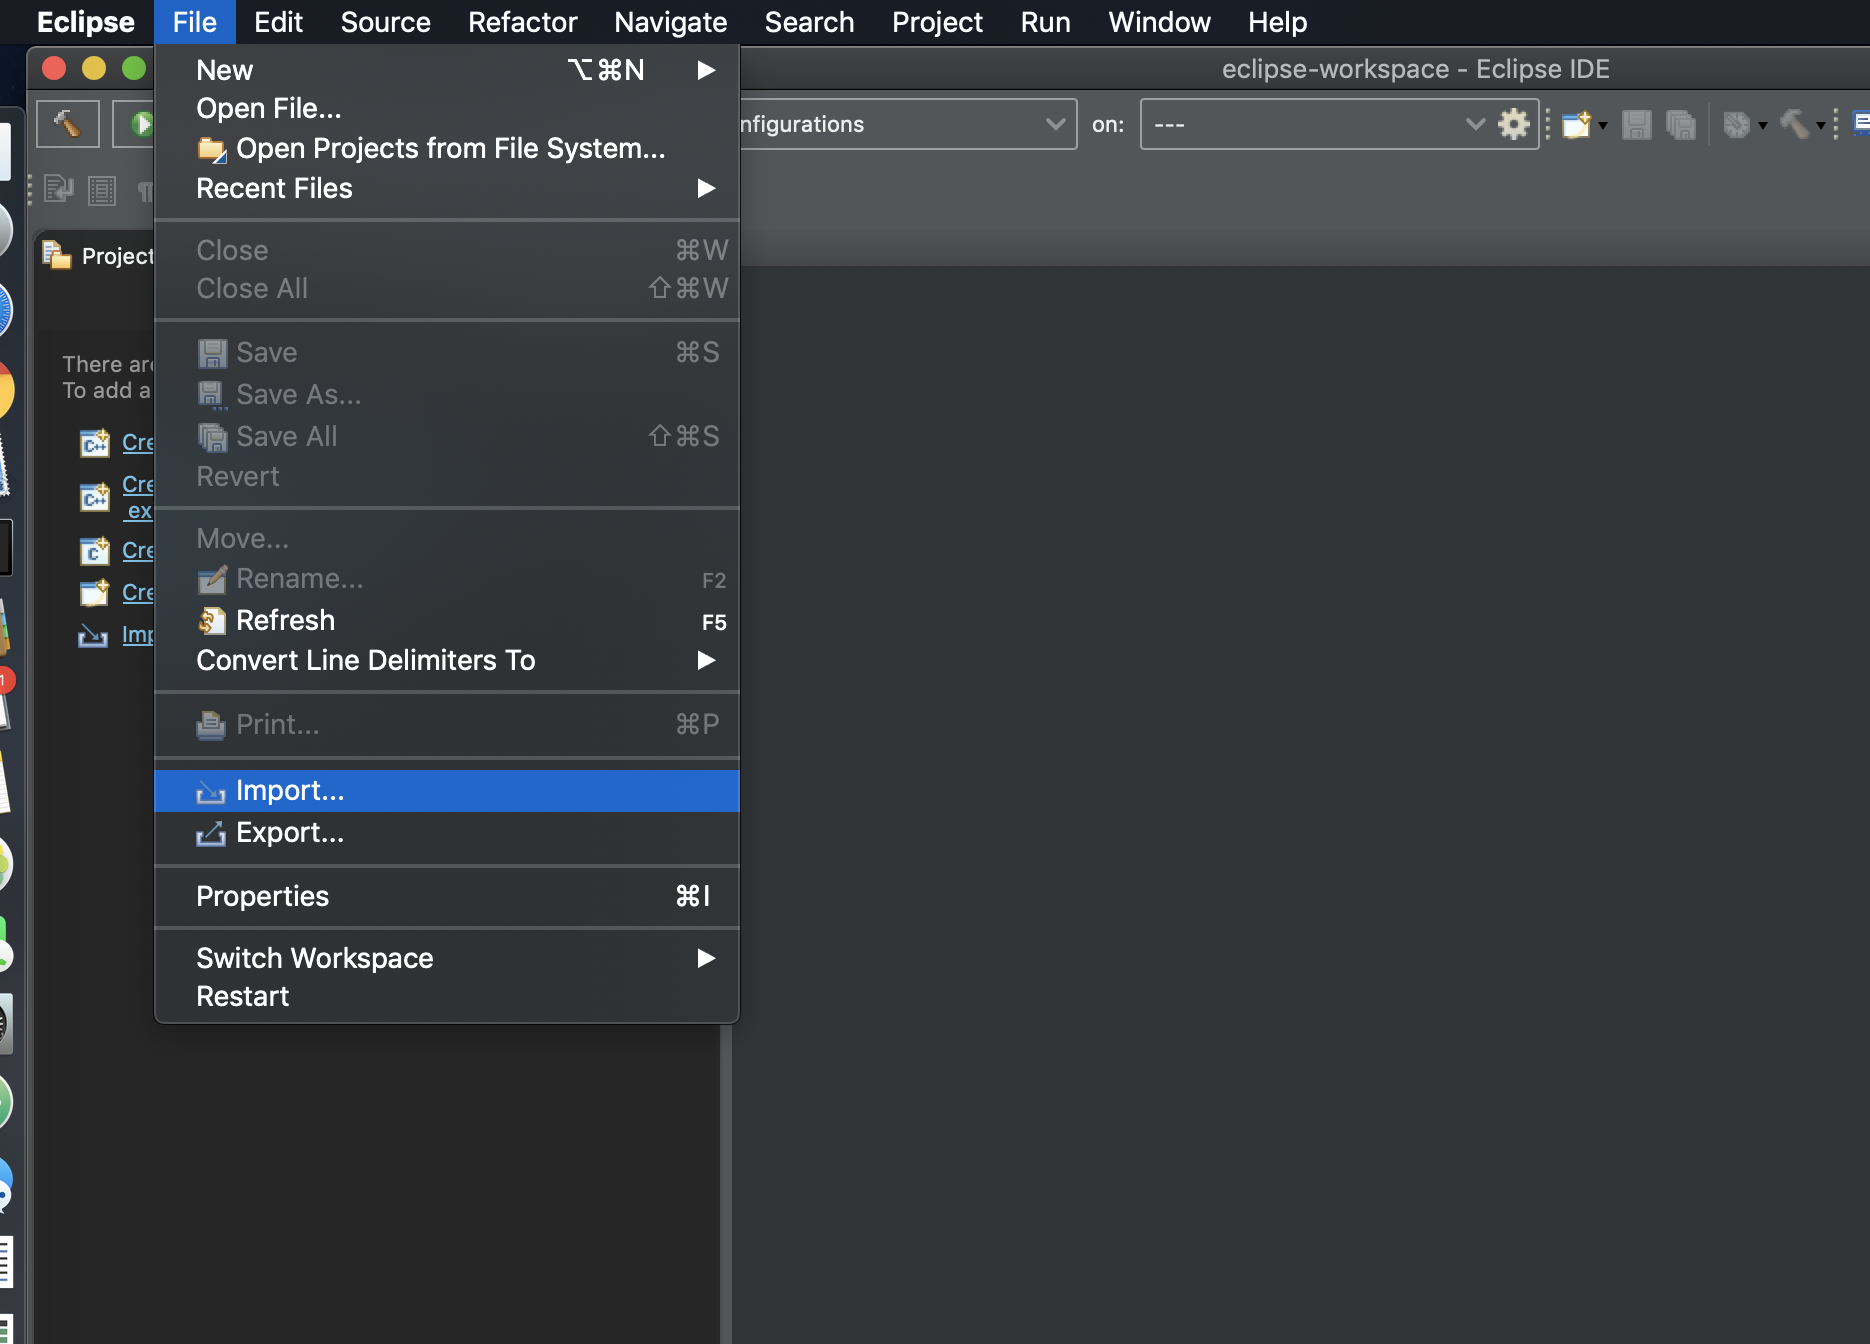 Eclipse File Edit Source Refactor Navigate Search Project Run Window Help
eclipse-workspace - Eclipse IDE
New ⌥⌘N ▶
Open File...
nfigurations on: ---
Open Projects from File System...
Recent Files ▶
Project
Close ⌘W
Close All ⇧⌘W
Save ⌘S
There are
To add a
Save As...
Save All ⇧⌘S
Cre
Revert
Cre
ex
Move...
Cre
Rename... F2
Cre
Refresh F5
Imp
Convert Line Delimiters To ▶
1
Print... ⌘P
Import...
Export...
Properties ⌘I
Switch Workspace ▶
Restart